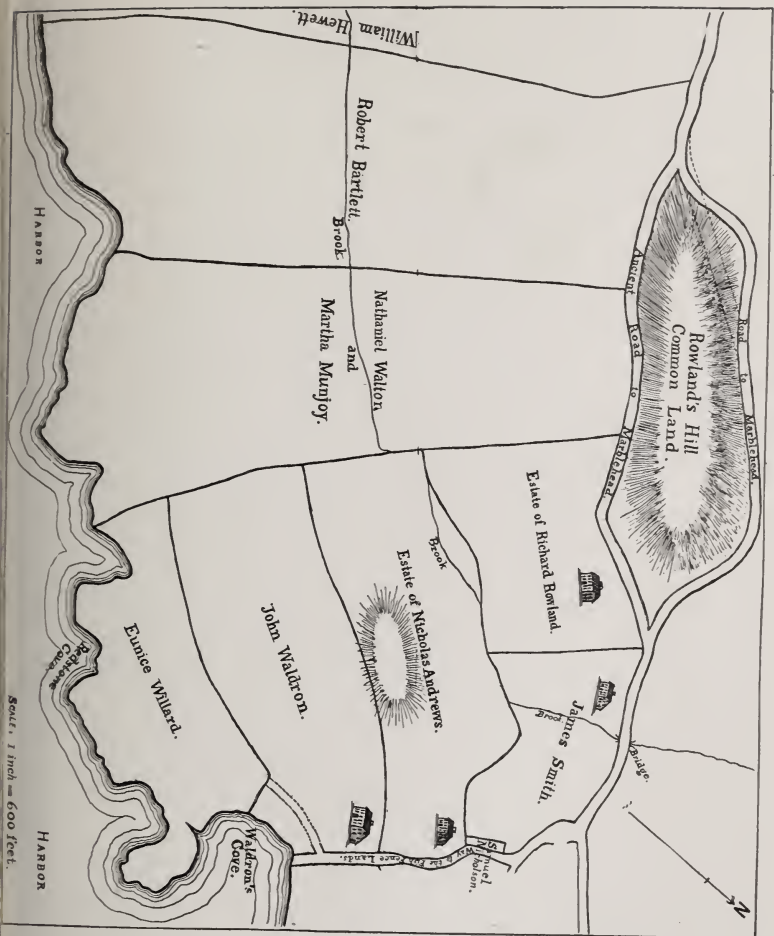 William
Hewett.
Robert Bartlett.
Brook
HARBOR
Nathaniel Walton
and
Martha Munjoy.
Ancient Road to Marblehead.
Rowland's Hill
Common Land.
Road to Marblehead.
Estate of Richard Rowland.
Brook
Estate of Nicholas Andrews.
John Waldron.
Eunice Willard.
Redstone
Cove
James Smith.
Brook
Bridge.
Samuel
Nicholson.
Way to the Fence Lands.
Waldron's
Cove.
HARBOR
N
SCALE, 1 inch = 600 feet.